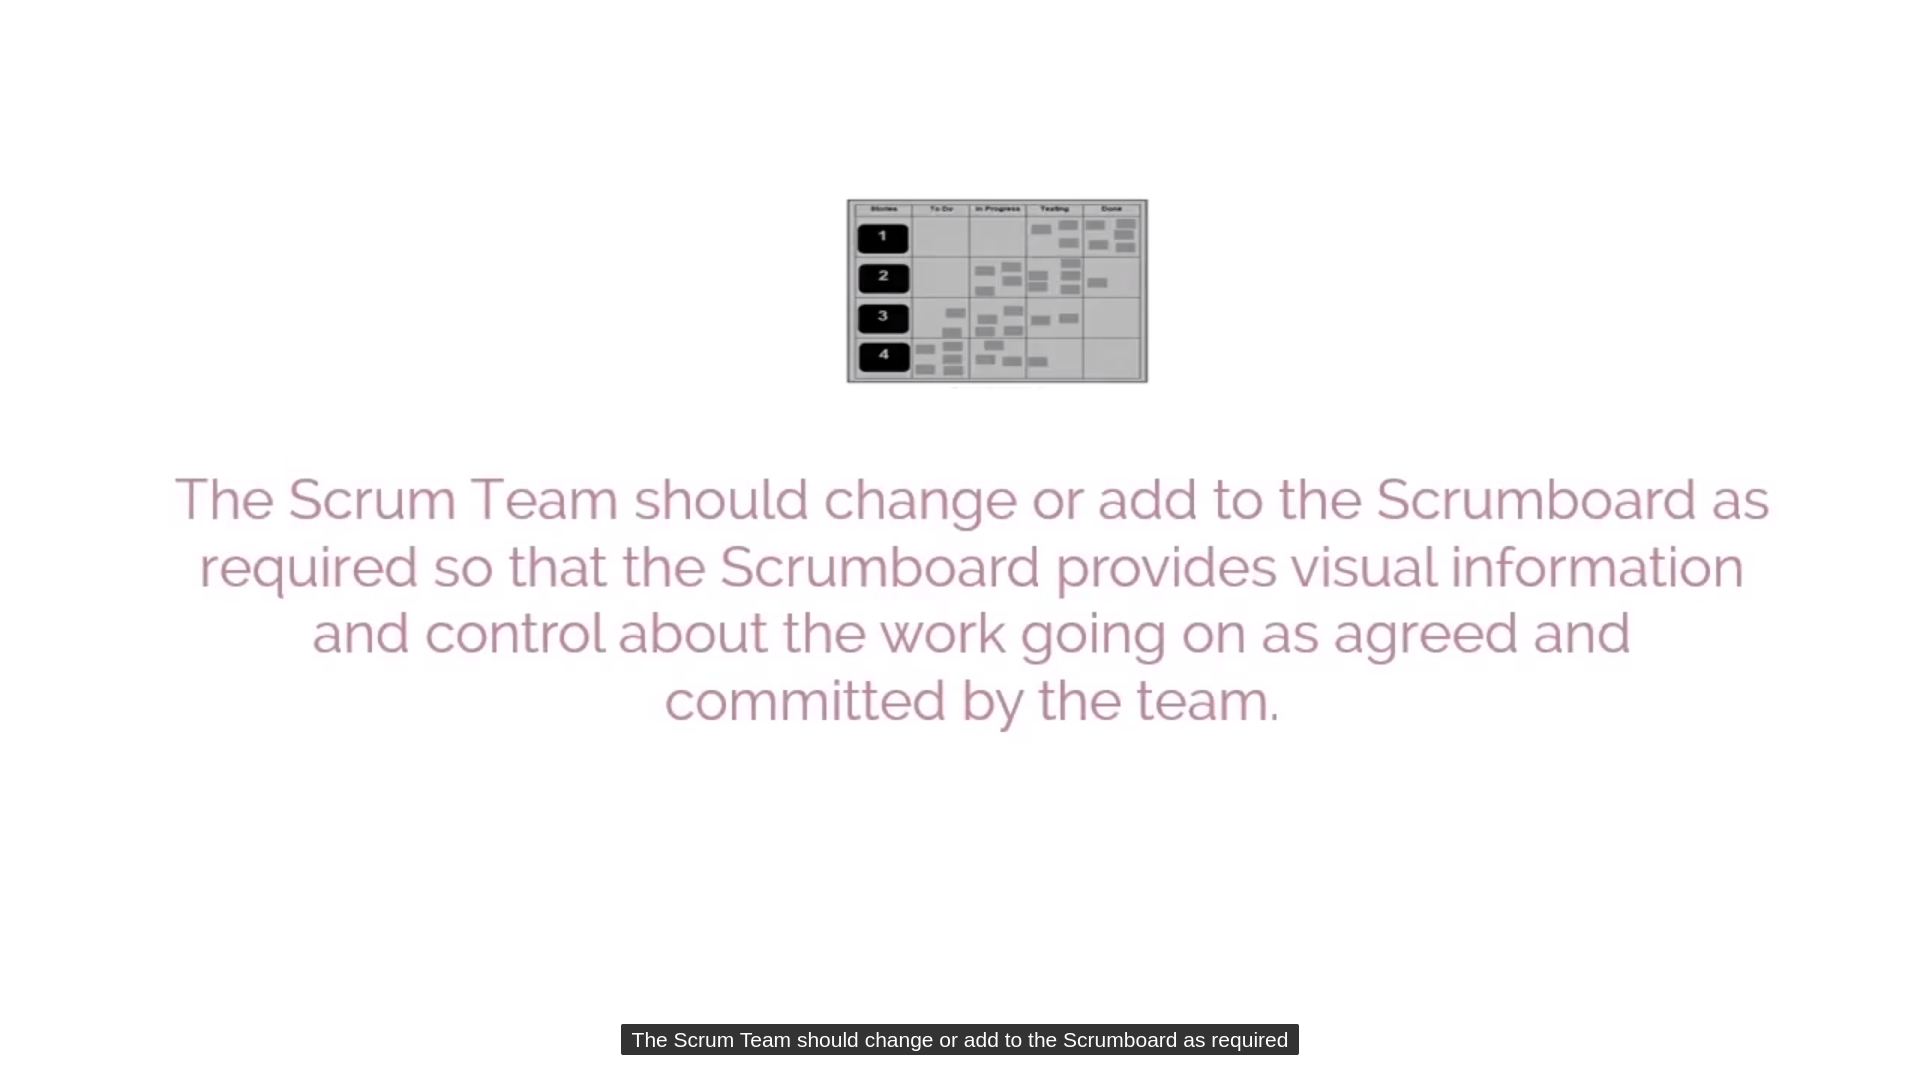 Stories To Do In Progress Testing Done
1
2
3
4
The Scrum Team should change or add to the Scrumboard as
required so that the Scrumboard provides visual information
and control about the work going on as agreed and
committed by the team.
The Scrum Team should change or add to the Scrumboard as required